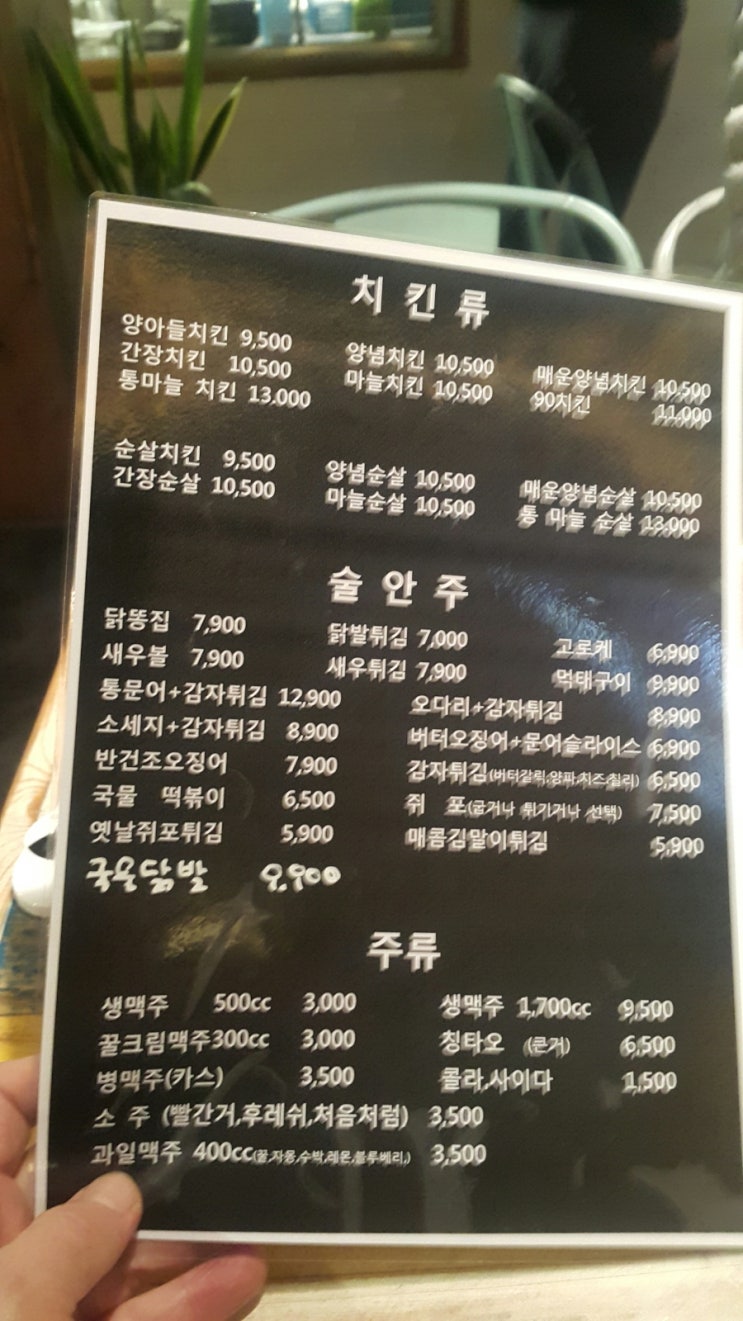 치킨류
양아들치킨 9,500 양념치킨 10,500 매운양념치킨 10,500
간장치킨 10,500 마늘치킨 10,500 90치킨 11,000
통마늘 치킨 13.000
순살치킨 9,500 양념순살 10,500 매운양념순살 10,500
간장순살 10,500 마늘순살 10,500 통 마늘 순살 13,000
술안주
닭똥집 7,900 닭발튀김 7,000 고로케 6,900
새우볼 7,900 새우튀김 7,900 먹태구이 9,900
통문어+감자튀김 12,900 오다리+감자튀김 8,900
소세지+감자튀김 8,900 버터오징어+문어슬라이스 6,900
반건조오징어 7,900 감자튀김(버터갈릭,양파,치즈,칠리) 6,500
국물 떡볶이 6,500 쥐 포(굽거나 튀기거나 선택) 7,500
옛날쥐포튀김 5,900 매콤김말이튀김 5,900
국물닭발 9,900
주류
생맥주 500cc 3,000 생맥주 1,700cc 9,500
꿀크림맥주300cc 3,000 칭타오 (큰거) 6,500
병맥주(카스) 3,500 콜라,사이다 1,500
소 주 (빨간거,후레쉬,처음처럼) 3,500
과일맥주 400cc(꿀,자몽,수박,레몬,블루베리,) 3,500